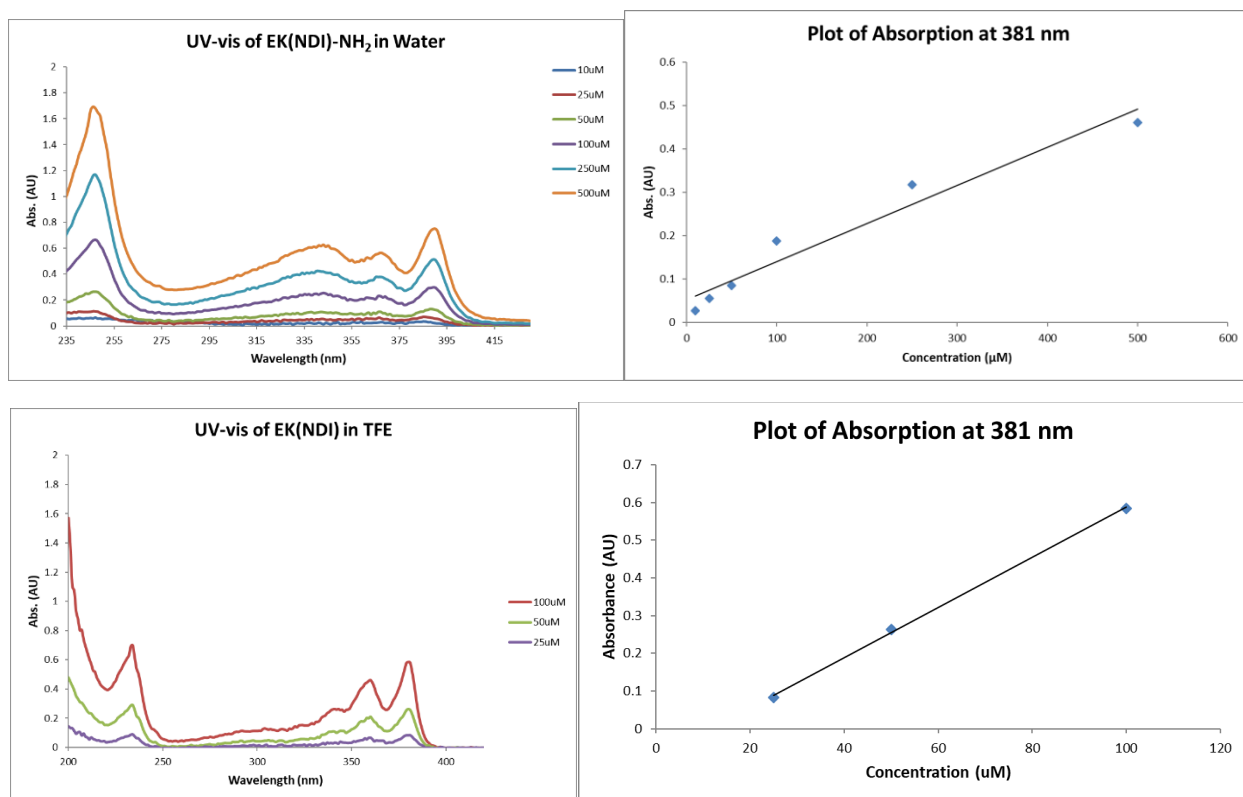 UV-vis of EK(NDI)-NH₂ in Water
2
1.8
1.6
1.4
1.2
1
0.8
0.6
0.4
0.2
0
Abs. (AU)
235 255 275 295 315 335 355 375 395 415
Wavelength (nm)
10uM
25uM
50uM
100uM
250uM
500uM
Plot of Absorption at 381 nm
0.6
0.5
0.4
0.3
0.2
0.1
0
Abs. (AU)
0 100 200 300 400 500 600
Concentration (µM)
UV-vis of EK(NDI) in TFE
2
1.8
1.6
1.4
1.2
1
0.8
0.6
0.4
0.2
0
Abs. (AU)
200 250 300 350 400
Wavelength (nm)
100uM
50uM
25uM
Plot of Absorption at 381 nm
0.7
0.6
0.5
0.4
0.3
0.2
0.1
0
Absorbance (AU)
0 20 40 60 80 100 120
Concentration (uM)